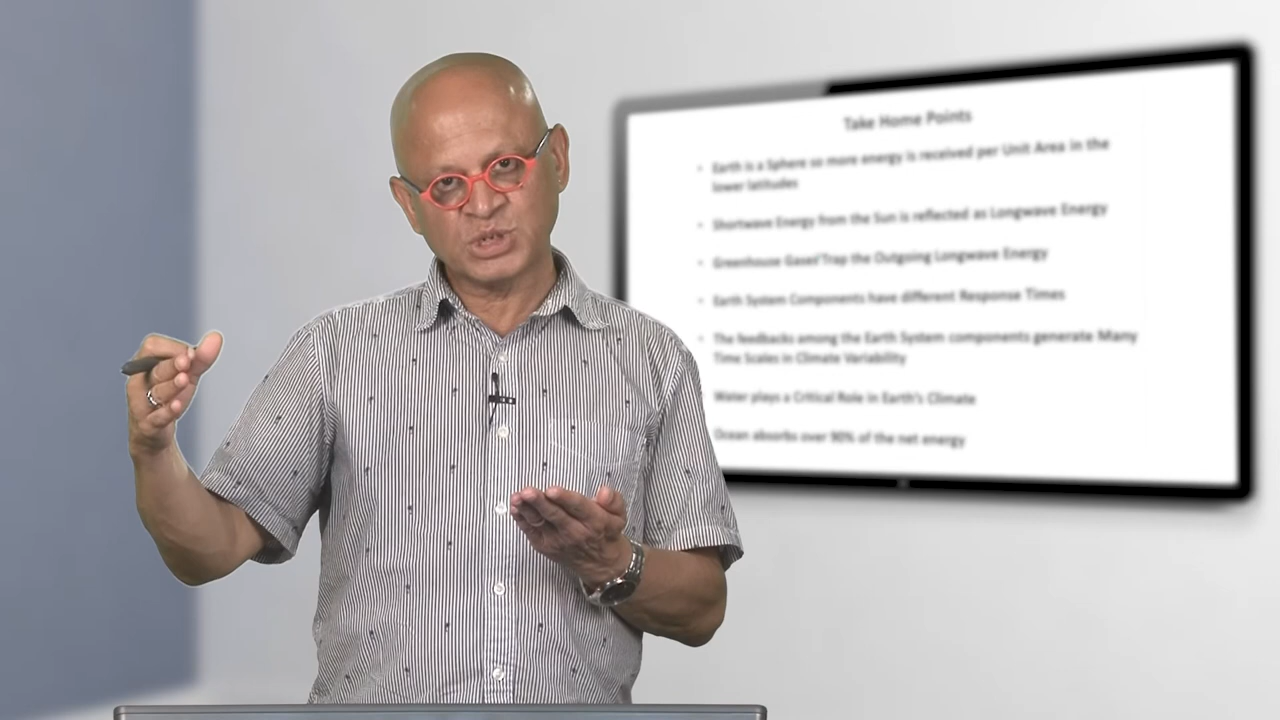 Take Home Points
• Earth is a Sphere so more energy is received per Unit Area in the
lower latitudes
• Shortwave Energy from the Sun is reflected as Longwave Energy
• Greenhouse Gases Trap the Outgoing Longwave Energy
• Earth System Components have different Response Times
• The feedbacks among the Earth System components generate Many
Time Scales in Climate Variability
Water plays a Critical Role in Earth's Climate
Ocean absorbs over 90% of the net energy